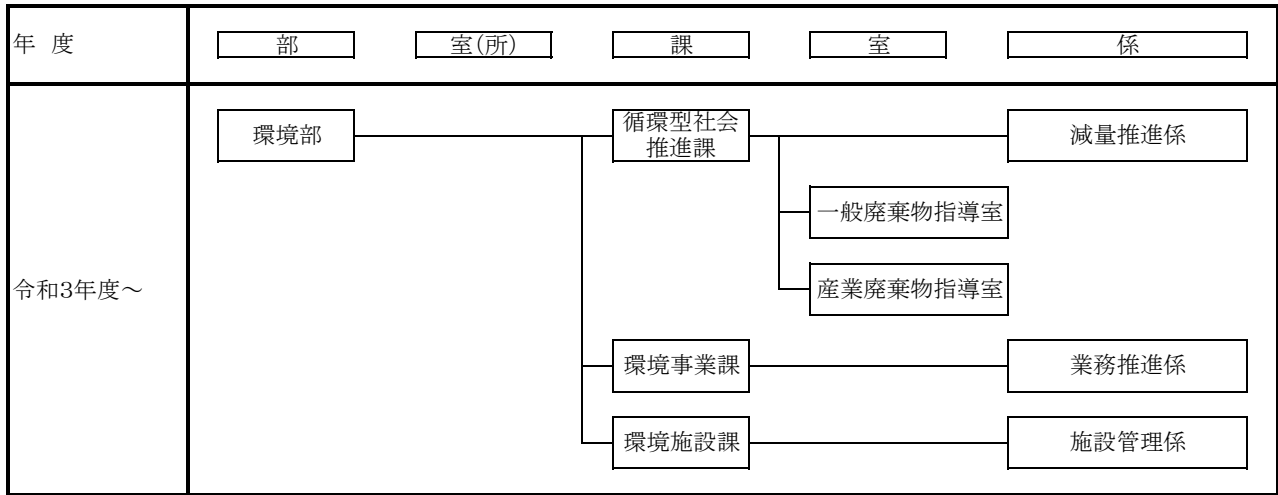 年 度
部
室(所)
課
室
係
令和3年度～
環境部
循環型社会
推進課
減量推進係
一般廃棄物指導室
産業廃棄物指導室
環境事業課
業務推進係
環境施設課
施設管理係